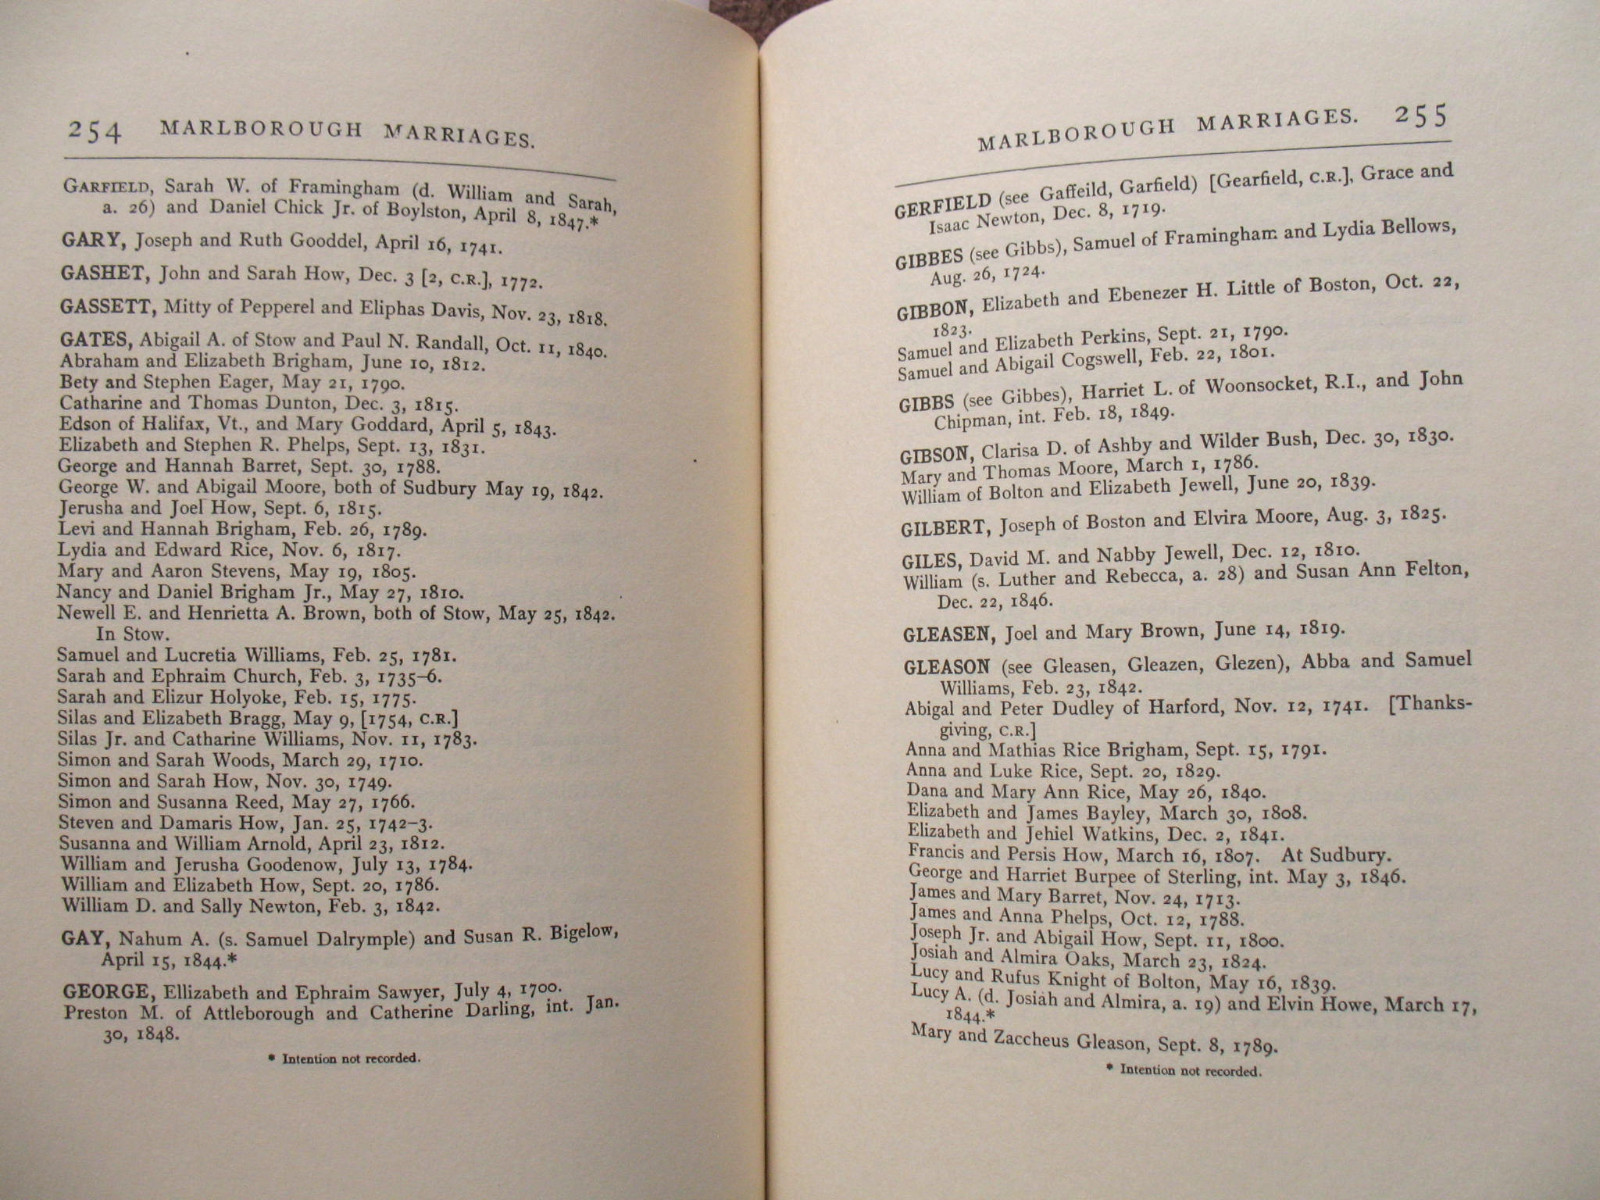 254 MARLBOROUGH MARRIAGES.
GARFIELD, Sarah W. of Framingham (d. William and Sarah,
a. 26) and Daniel Chick Jr. of Boylston, April 8, 1847.*
GARY, Joseph and Ruth Gooddel, April 16, 1741.
GASHET, John and Sarah How, Dec. 3 [2, C.R.], 1772.
GASSETT, Mitty of Pepperel and Eliphas Davis, Nov. 23, 1818.
GATES, Abigail A. of Stow and Paul N. Randall, Oct. 11, 1840.
Abraham and Elizabeth Brigham, June 10, 1812.
Bety and Stephen Eager, May 21, 1790.
Catharine and Thomas Dunton, Dec. 3, 1815.
Edson of Halifax, Vt., and Mary Goddard, April 5, 1843.
Elizabeth and Stephen R. Phelps, Sept. 13, 1831.
George and Hannah Barret, Sept. 30, 1788.
George W. and Abigail Moore, both of Sudbury May 19, 1842.
Jerusha and Joel How, Sept. 6, 1815.
Levi and Hannah Brigham, Feb. 26, 1789.
Lydia and Edward Rice, Nov. 6, 1817.
Mary and Aaron Stevens, May 19, 1805.
Nancy and Daniel Brigham Jr., May 27, 1810.
Newell E. and Henrietta A. Brown, both of Stow, May 25, 1842.
In Stow.
Samuel and Lucretia Williams, Feb. 25, 1781.
Sarah and Ephraim Church, Feb. 3, 1735-6.
Sarah and Elizur Holyoke, Feb. 15, 1775.
Silas and Elizabeth Bragg, May 9, [1754, C.R.]
Silas Jr. and Catharine Williams, Nov. 11, 1783.
Simon and Sarah Woods, March 29, 1710.
Simon and Sarah How, Nov. 30, 1749.
Simon and Susanna Reed, May 27, 1766.
Steven and Damaris How, Jan. 25, 1742-3.
Susanna and William Arnold, April 23, 1812.
William and Jerusha Goodenow, July 13, 1784.
William and Elizabeth How, Sept. 20, 1786.
William D. and Sally Newton, Feb. 3, 1842.
GAY, Nahum A. (s. Samuel Dalrymple) and Susan R. Bigelow,
April 15, 1844.*
GEORGE, Ellizabeth and Ephraim Sawyer, July 4, 1700.
Preston M. of Attleborough and Catherine Darling, int. Jan.
30, 1848.
* Intention not recorded.
MARLBOROUGH MARRIAGES. 255
GERFIELD (see Gaffeild, Garfield) [Gearfield, C.R.], Grace and
Isaac Newton, Dec. 8, 1719.
GIBBES (see Gibbs), Samuel of Framingham and Lydia Bellows,
Aug. 26, 1724.
GIBBON, Elizabeth and Ebenezer H. Little of Boston, Oct. 22,
1823.
Samuel and Elizabeth Perkins, Sept. 21, 1790.
Samuel and Abigail Cogswell, Feb. 22, 1801.
GIBBS (see Gibbes), Harriet L. of Woonsocket, R.I., and John
Chipman, int. Feb. 18, 1849.
GIBSON, Clarisa D. of Ashby and Wilder Bush, Dec. 30, 1830.
Mary and Thomas Moore, March 1, 1786.
William of Bolton and Elizabeth Jewell, June 20, 1839.
GILBERT, Joseph of Boston and Elvira Moore, Aug. 3, 1825.
GILES, David M. and Nabby Jewell, Dec. 12, 1810.
William (s. Luther and Rebecca, a. 28) and Susan Ann Felton,
Dec. 22, 1846.
GLEASEN, Joel and Mary Brown, June 14, 1819.
GLEASON (see Gleasen, Gleazen, Glezen), Abba and Samuel
Williams, Feb. 23, 1842.
Abigal and Peter Dudley of Harford, Nov. 12, 1741. [Thanks-
giving, C.R.]
Anna and Mathias Rice Brigham, Sept. 15, 1791.
Anna and Luke Rice, Sept. 20, 1829.
Dana and Mary Ann Rice, May 26, 1840.
Elizabeth and James Bayley, March 30, 1808.
Elizabeth and Jehiel Watkins, Dec. 2, 1841.
Francis and Persis How, March 16, 1807. At Sudbury.
George and Harriet Burpee of Sterling, int. May 3, 1846.
James and Mary Barret, Nov. 24, 1713.
James and Anna Phelps, Oct. 12, 1788.
Joseph Jr. and Abigail How, Sept. 11, 1800.
Josiah and Almira Oaks, March 23, 1824.
Lucy and Rufus Knight of Bolton, May 16, 1839.
Lucy A. (d. Josiah and Almira, a. 19) and Elvin Howe, March 17,
1844.*
Mary and Zaccheus Gleason, Sept. 8, 1789.
* Intention not recorded.